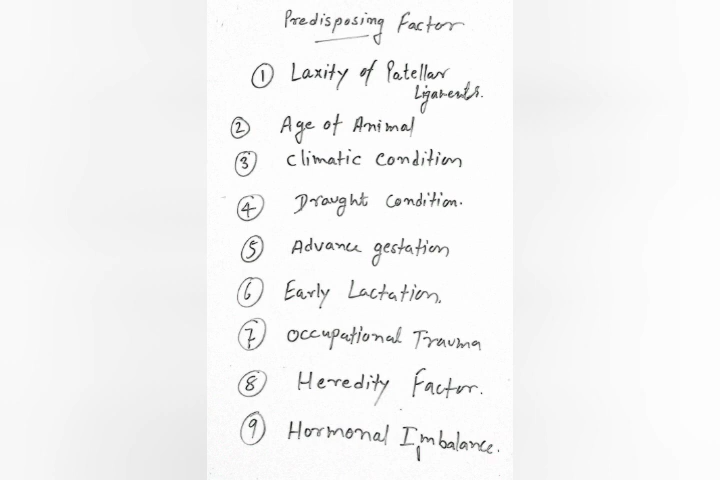 Predisposing Factor
① Laxity of Patellar
Ligaments.
② Age of Animal
③ Climatic Condition
④ Draught Condition.
⑤ Advance gestation
⑥ Early Lactation.
⑦ Occupational Trauma
⑧ Heredity Factor.
⑨ Hormonal Imbalance.